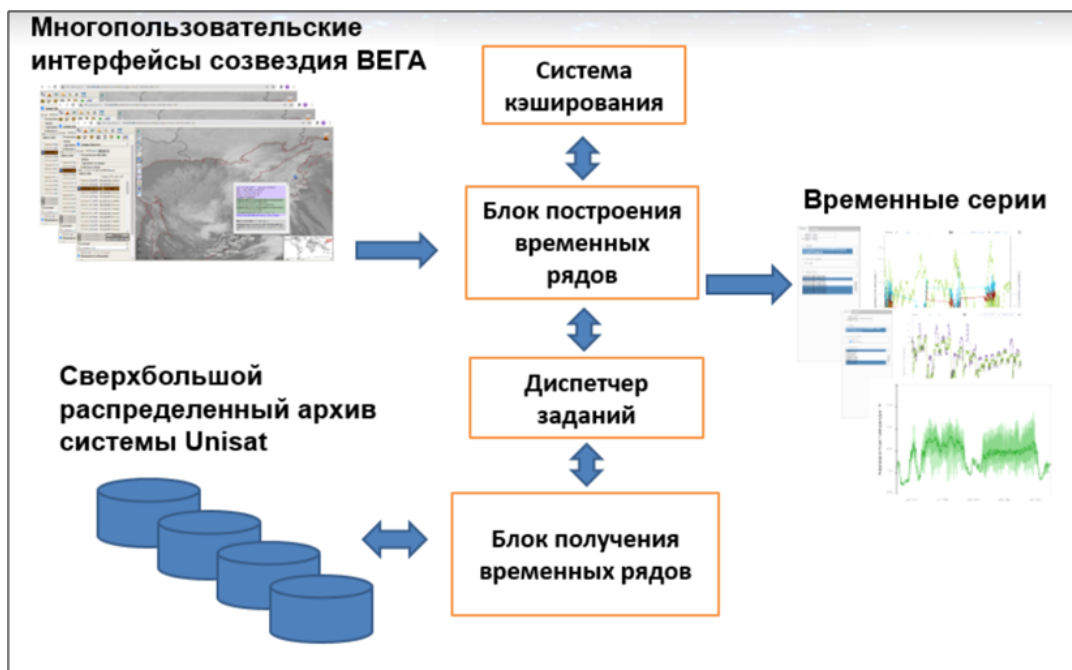 Многопользовательские
интерфейсы созвездия ВЕГА
Система
кэширования
Блок построения
временных
рядов
Временные серии
Диспетчер
заданий
Сверхбольшой
распределенный архив
системы Unisat
Блок получения
временных рядов